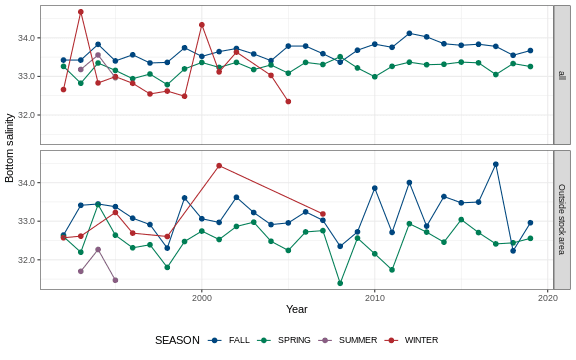 Bottom salinity
34.0
33.0
32.0
all
34.0
33.0
32.0
Outside stock area
2000
2010
2020
Year
SEASON FALL SPRING SUMMER WINTER